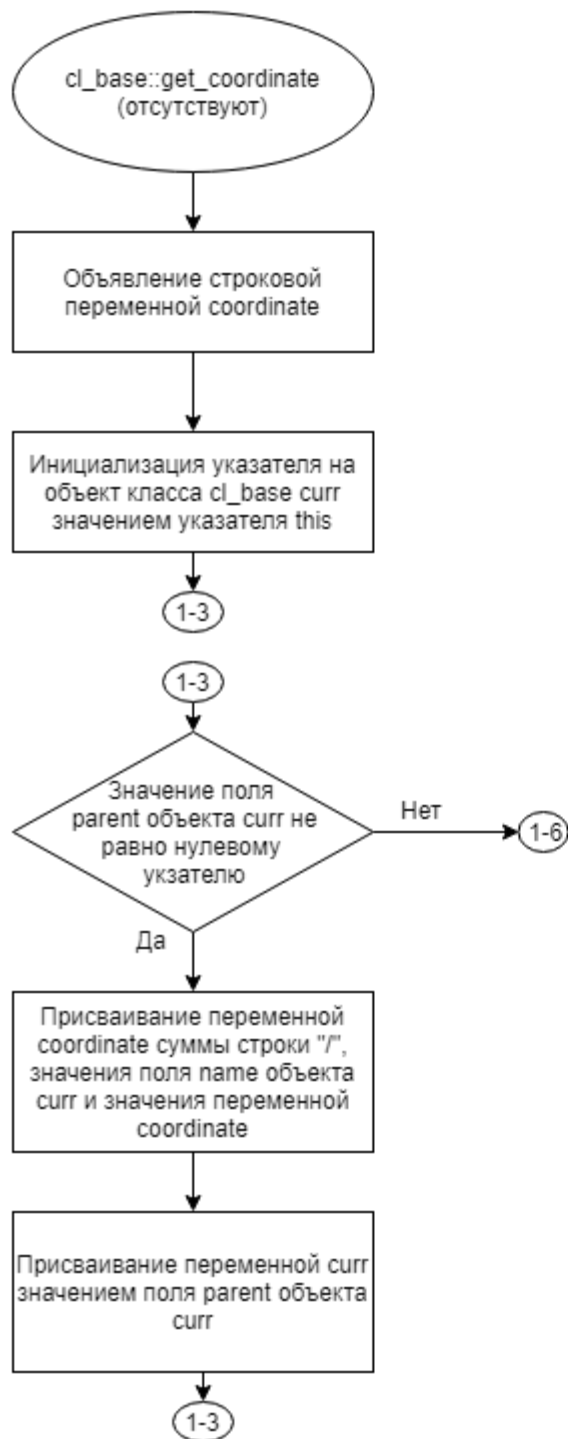 cl_base::get_coordinate
(отсутствуют)
Объявление строковой
переменной coordinate
Инициализация указателя на
объект класса cl_base curr
значением указателя this
1-3
1-3
Значение поля
parent объекта curr не
равно нулевому
укзателю
Нет
1-6
Да
Присваивание переменной
coordinate суммы строки "/",
значения поля name объекта
curr и значения переменной
coordinate
Присваивание переменной curr
значением поля parent объекта
curr
1-3